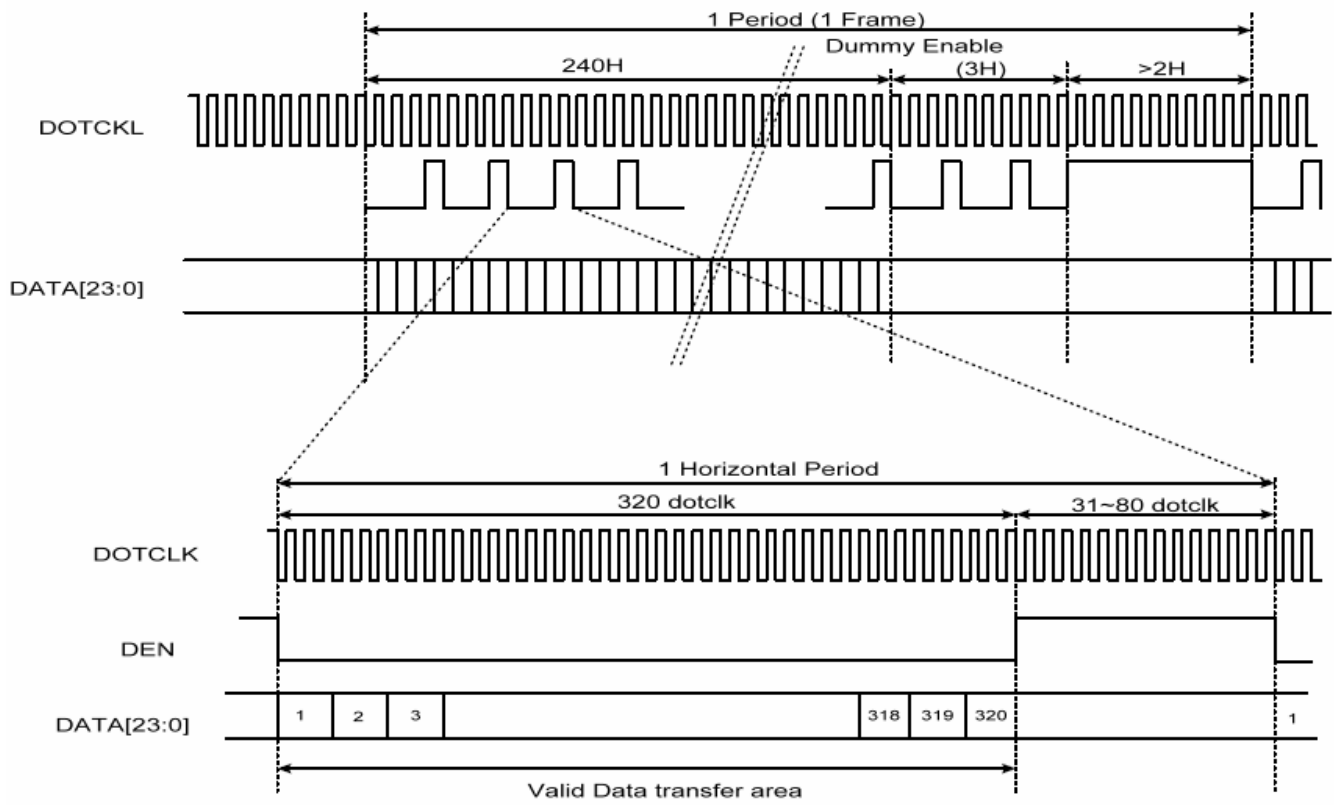 1 Period (1 Frame)
Dummy Enable
240H
(3H)
>2H
DOTCKL
DATA[23:0]
1 Horizontal Period
320 dotclk
31~80 dotclk
DOTCLK
DEN
DATA[23:0]
1
2
3
318
319
320
1
Valid Data transfer area